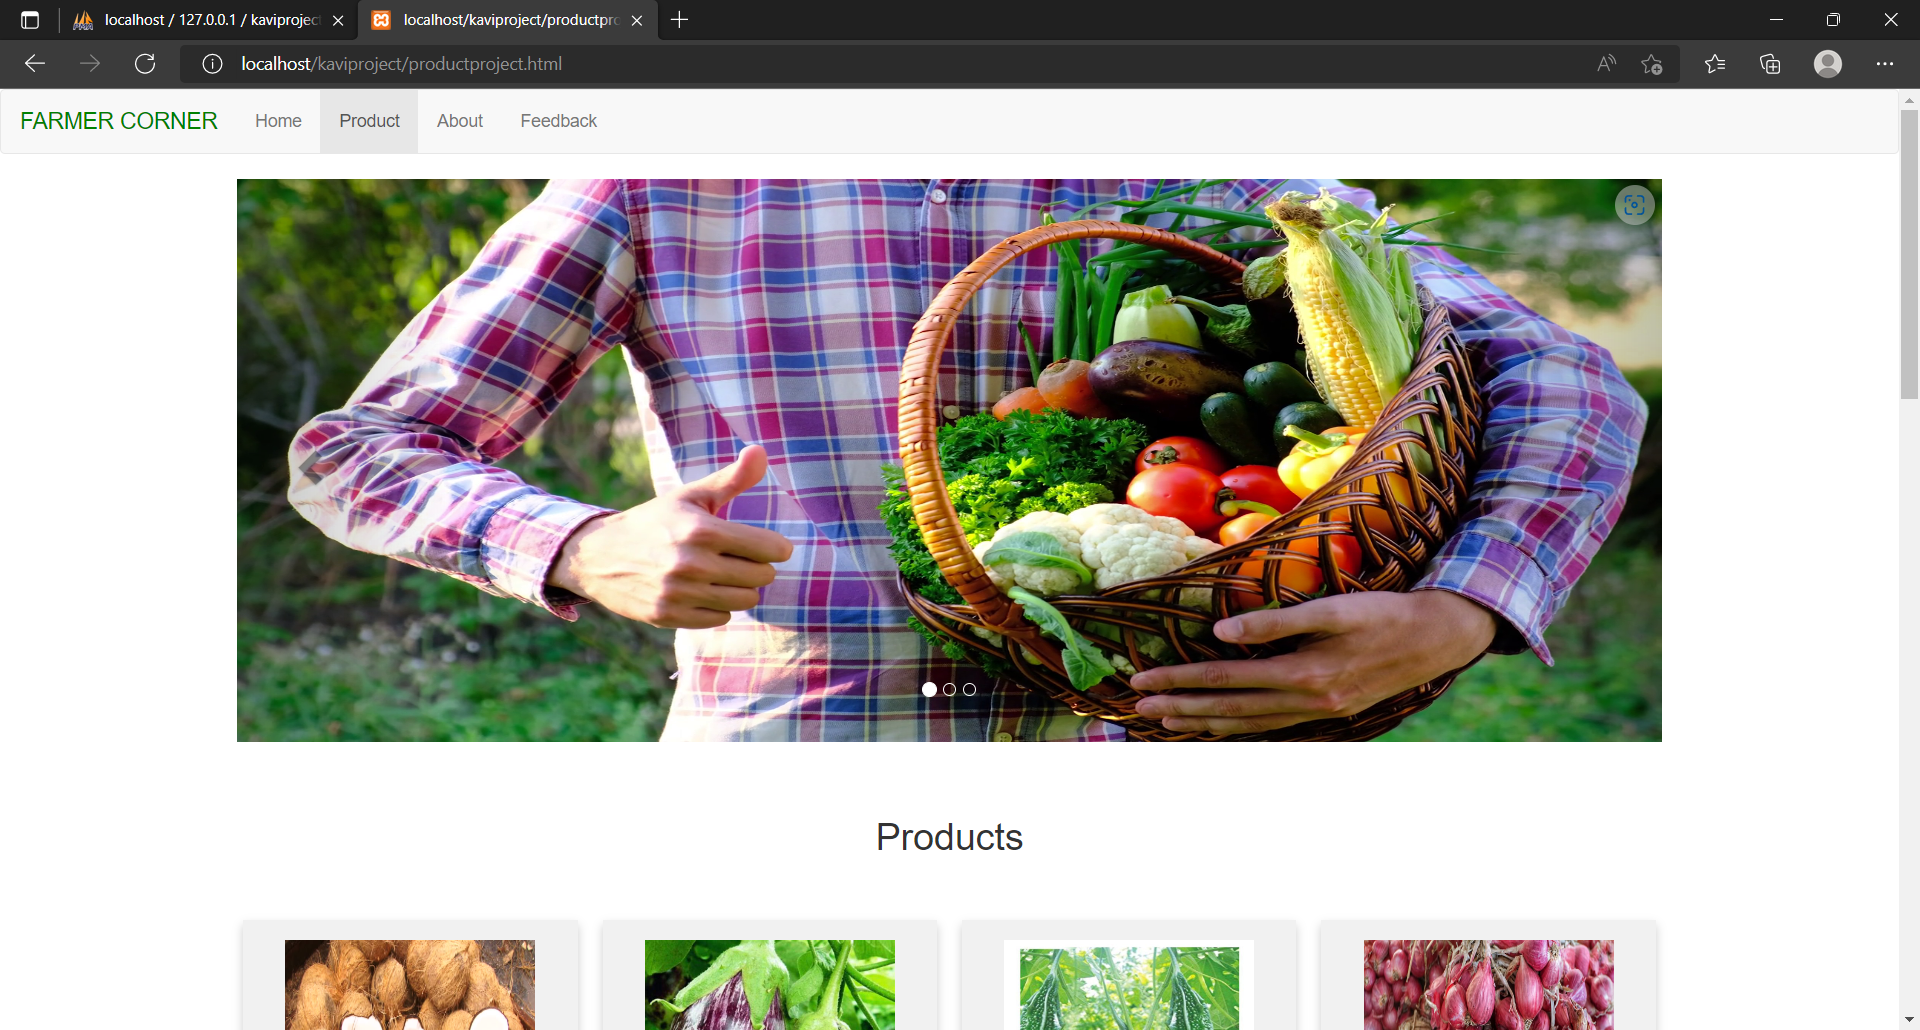 localhost / 127.0.0.1 / kaviproject
localhost/kaviproject/productpro
localhost/kaviproject/productproject.html
FARMER CORNER Home Product About Feedback
Products